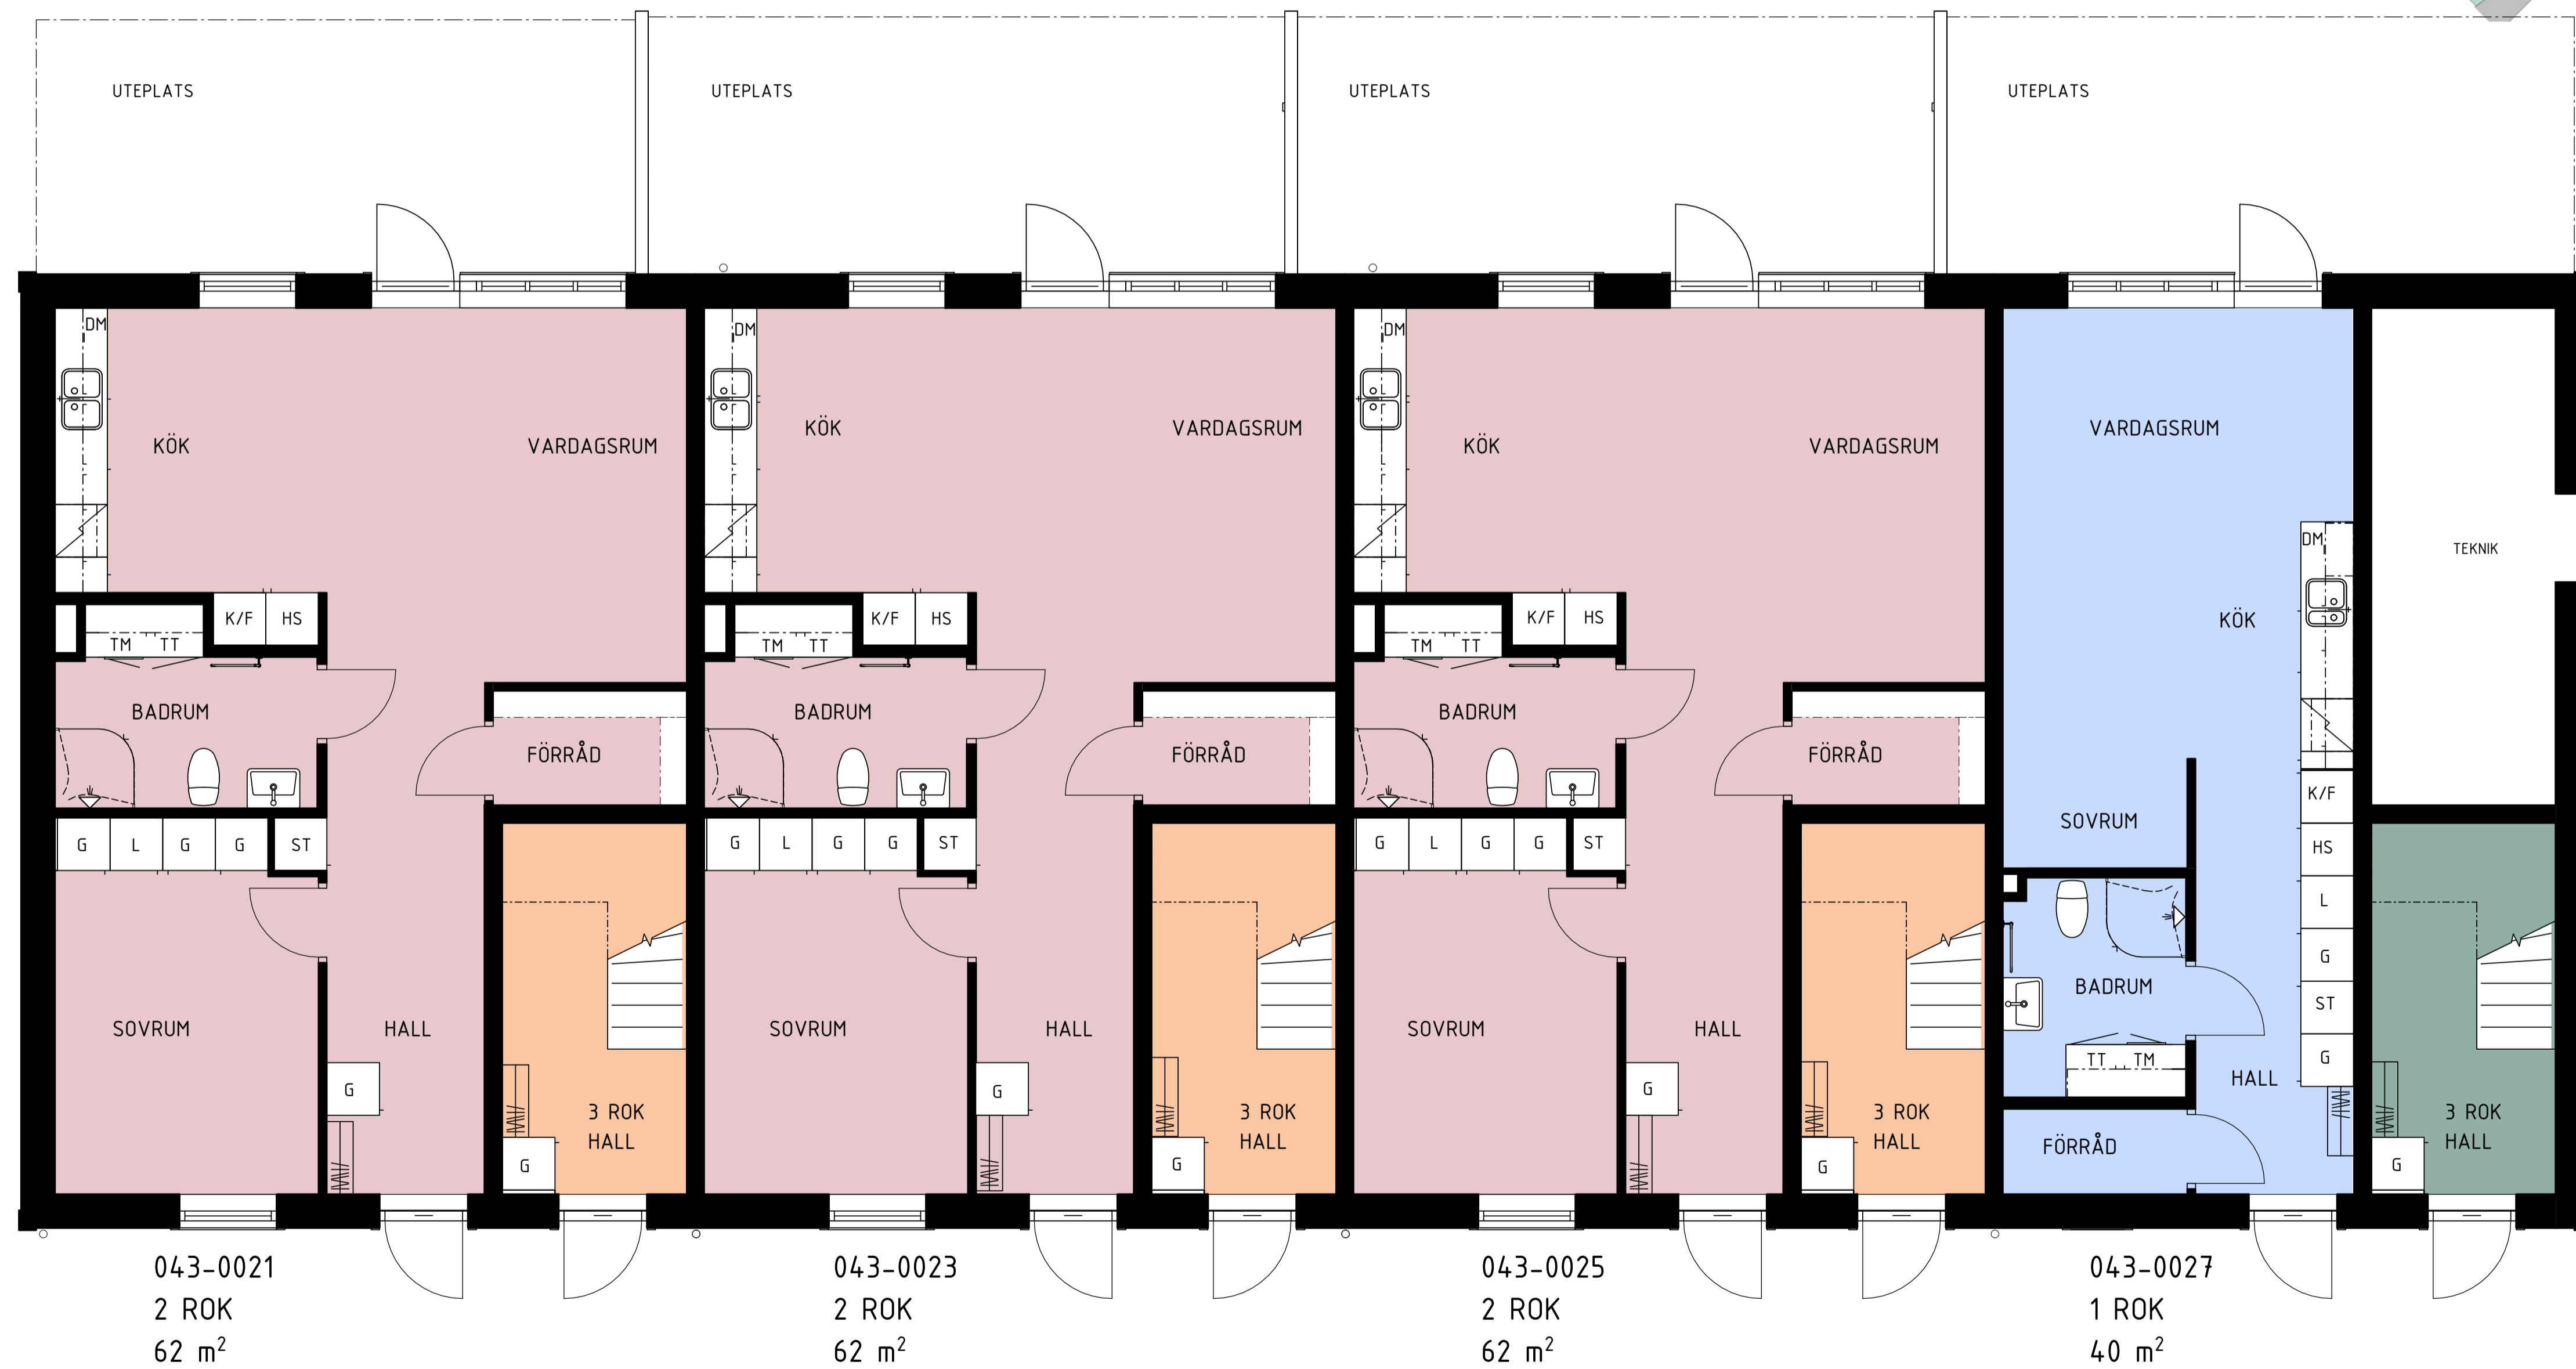 UTEPLATS
UTEPLATS
UTEPLATS
UTEPLATS
DM
DM
DM
KÖK
VARDAGSRUM
KÖK
VARDAGSRUM
KÖK
VARDAGSRUM
VARDAGSRUM
DM
KÖK
TEKNIK
K/F HS
K/F HS
K/F HS
TM TT
TM TT
TM TT
BADRUM
BADRUM
BADRUM
FÖRRÅD
FÖRRÅD
FÖRRÅD
K/F
SOVRUM
HS
G L G G ST
G L G G ST
G L G G ST
L
G
BADRUM
ST
SOVRUM
HALL
SOVRUM
HALL
SOVRUM
HALL
TT TM
G
HALL
G
G
G
3 ROK
HALL
3 ROK
HALL
3 ROK
HALL
3 ROK
HALL
FÖRRÅD
G
G
G
G
043-0021
2 ROK
62 m²
043-0023
2 ROK
62 m²
043-0025
2 ROK
62 m²
043-0027
1 ROK
40 m²